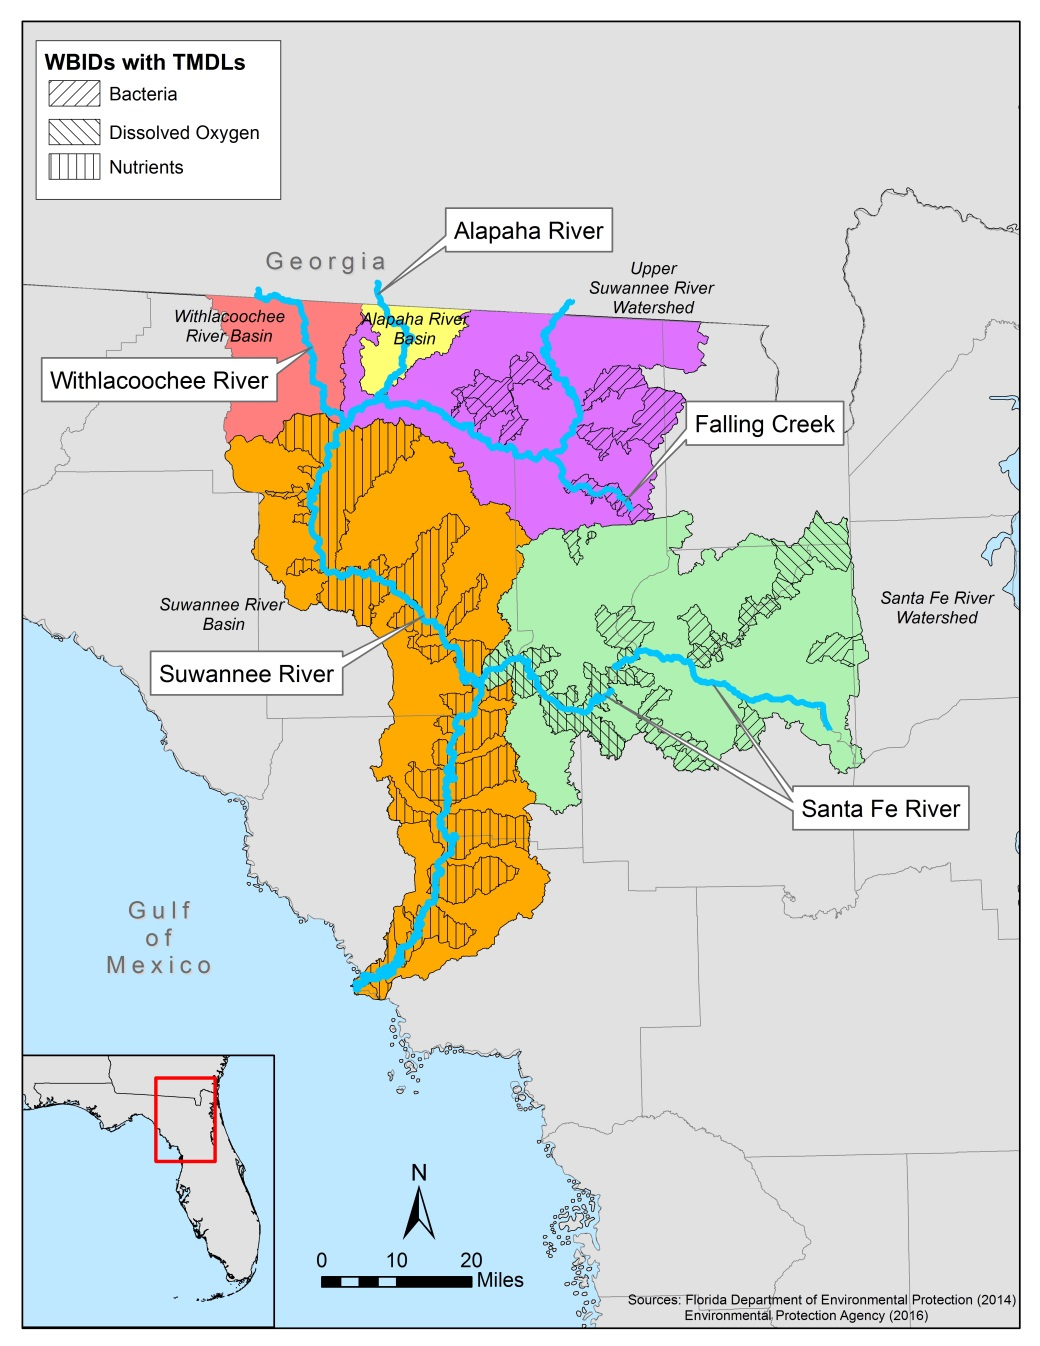 WBIDs with TMDLs
Bacteria
Dissolved Oxygen
Nutrients
Alapaha River
Georgia
Upper
Suwannee River
Watershed
Withlacoochee
River Basin
Alapaha River
Basin
Withlacoochee River
Falling Creek
Suwannee River
Basin
Santa Fe River
Watershed
Suwannee River
Santa Fe River
Gulf
of
Mexico
N
0 10 20
Miles
Sources: Florida Department of Environmental Protection (2014)
Environmental Protection Agency (2016)